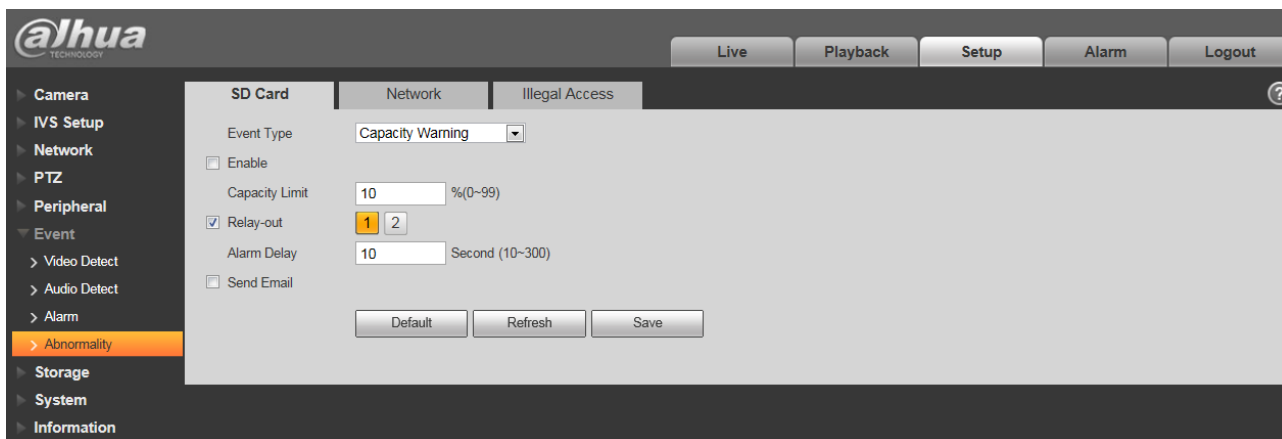 alhua
TECHNOLOGY
Live Playback Setup Alarm Logout
Camera
IVS Setup
Network
PTZ
Peripheral
Event
Video Detect
Audio Detect
Alarm
Abnormality
Storage
System
Information
SD Card Network Illegal Access
?
Event Type Capacity Warning
Enable
Capacity Limit 10 %(0~99)
Relay-out 1 2
Alarm Delay 10 Second (10~300)
Send Email
Default Refresh Save